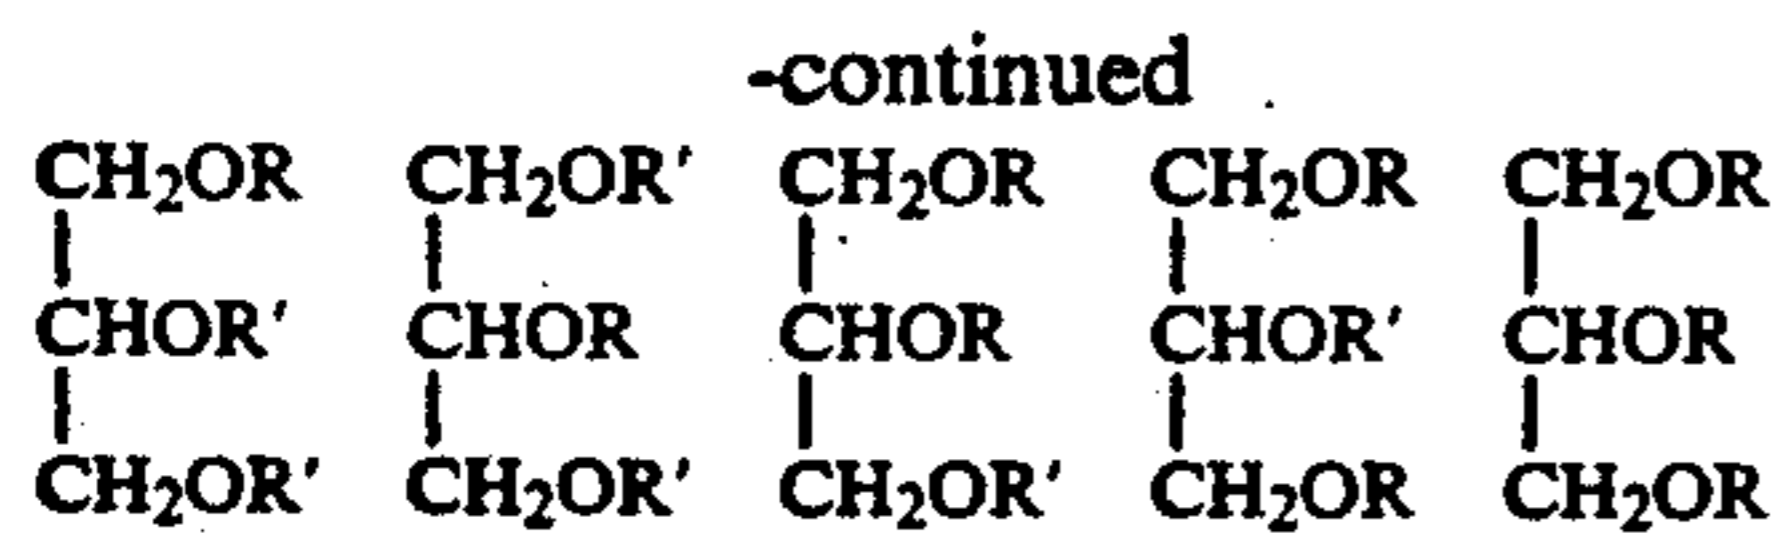 -continued
CH₂OR CH₂OR′ CH₂OR CH₂OR CH₂OR
CHOR′ CHOR CHOR CHOR′ CHOR
CH₂OR′ CH₂OR′ CH₂OR′ CH₂OR CH₂OR